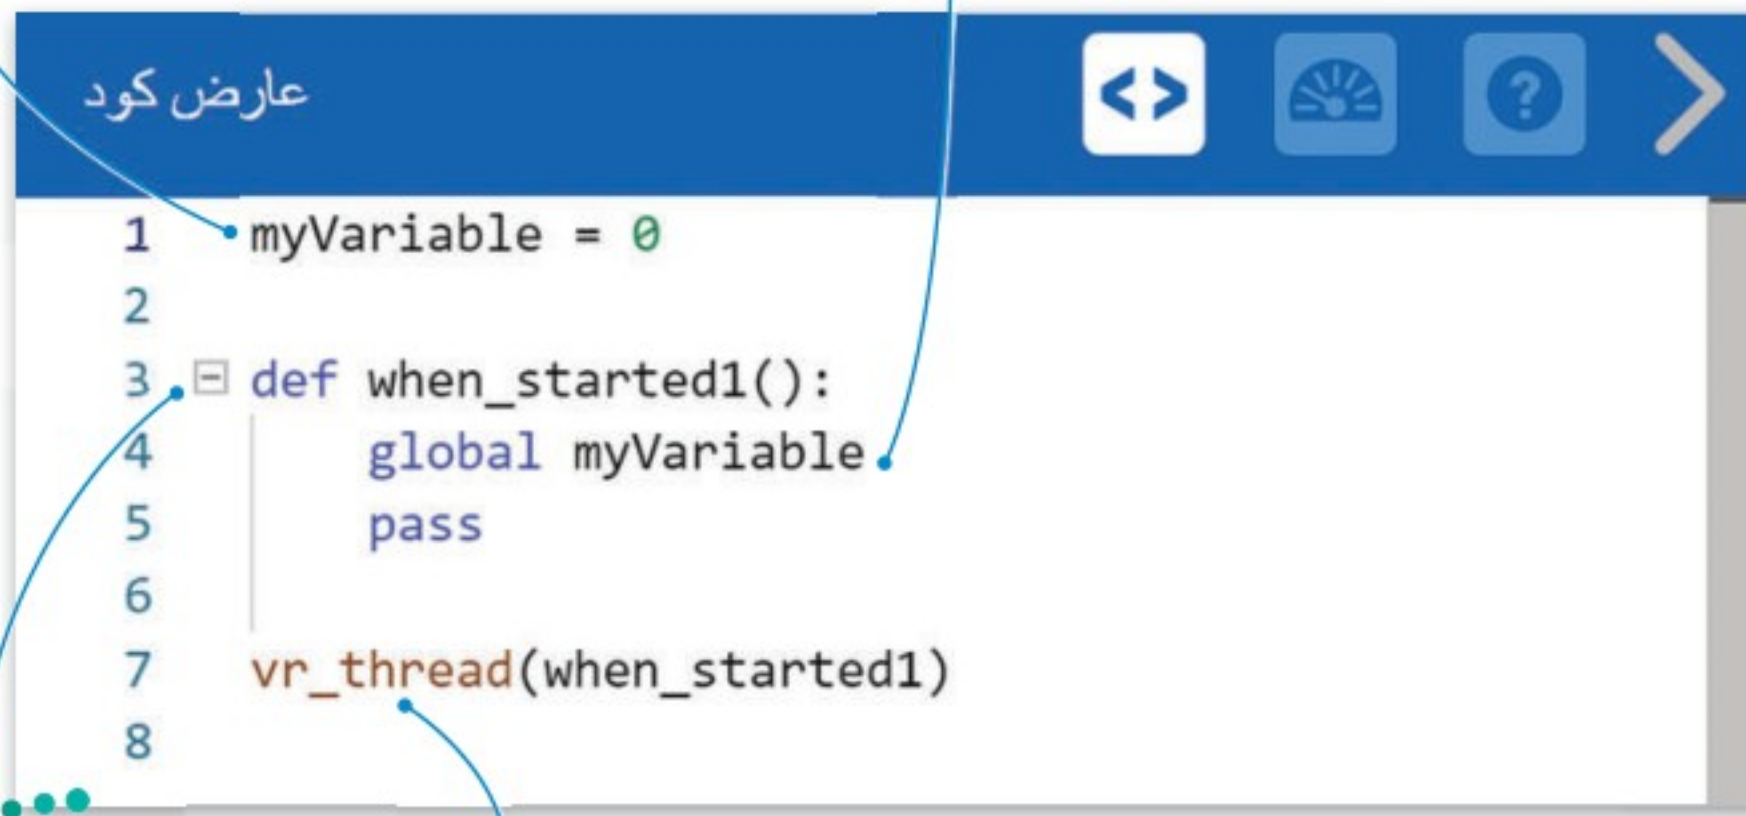 عارض كود
1 myVariable = 0
2
3 def when_started1():
4 global myVariable
5 pass
6
7 vr_thread(when_started1)
8